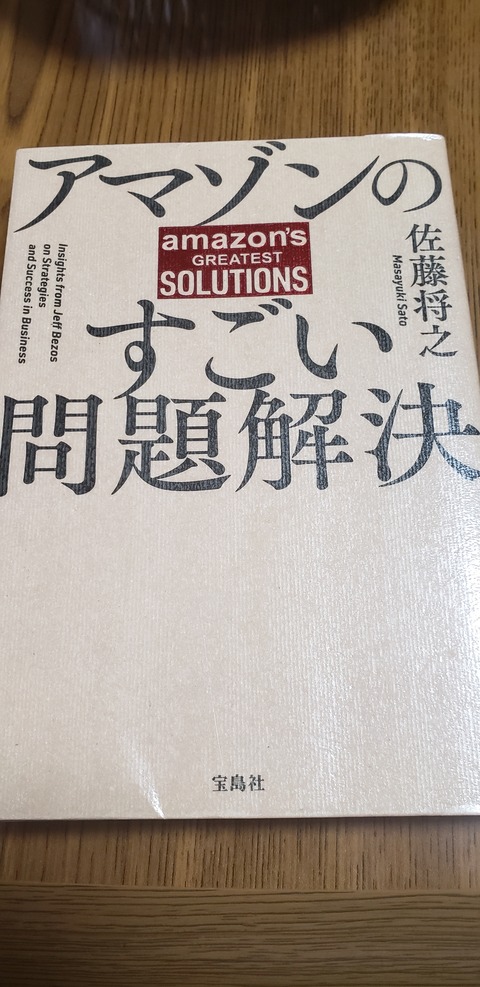 アマゾンの
amazon's
GREATEST
SOLUTIONS
すごい
問題解決
佐藤将之
Masayuki Sato
Insights from Jeff Bezos
on Strategies
and Success in Business
宝島社